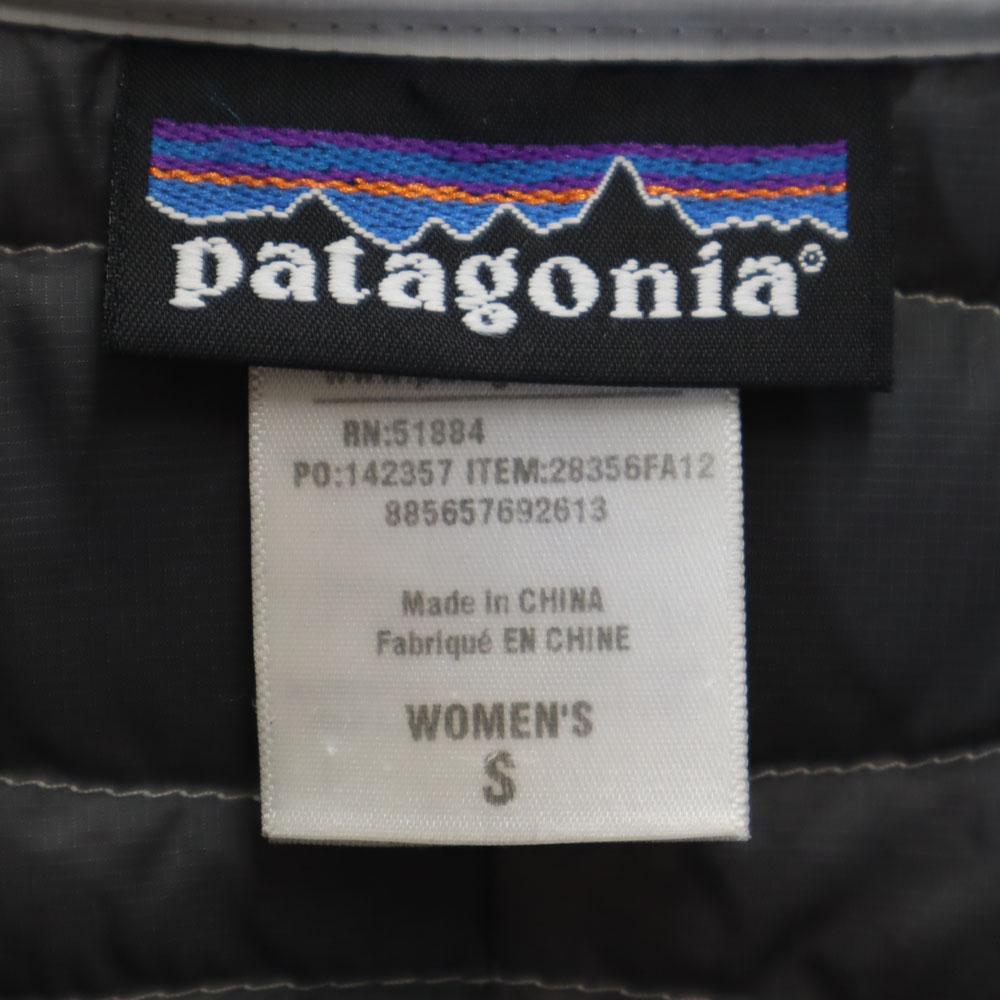 patagonia®
RN:51884
PO:142357 ITEM:28356FA12
885657692613
Made in CHINA
Fabriqué EN CHINE
WOMEN'S
S